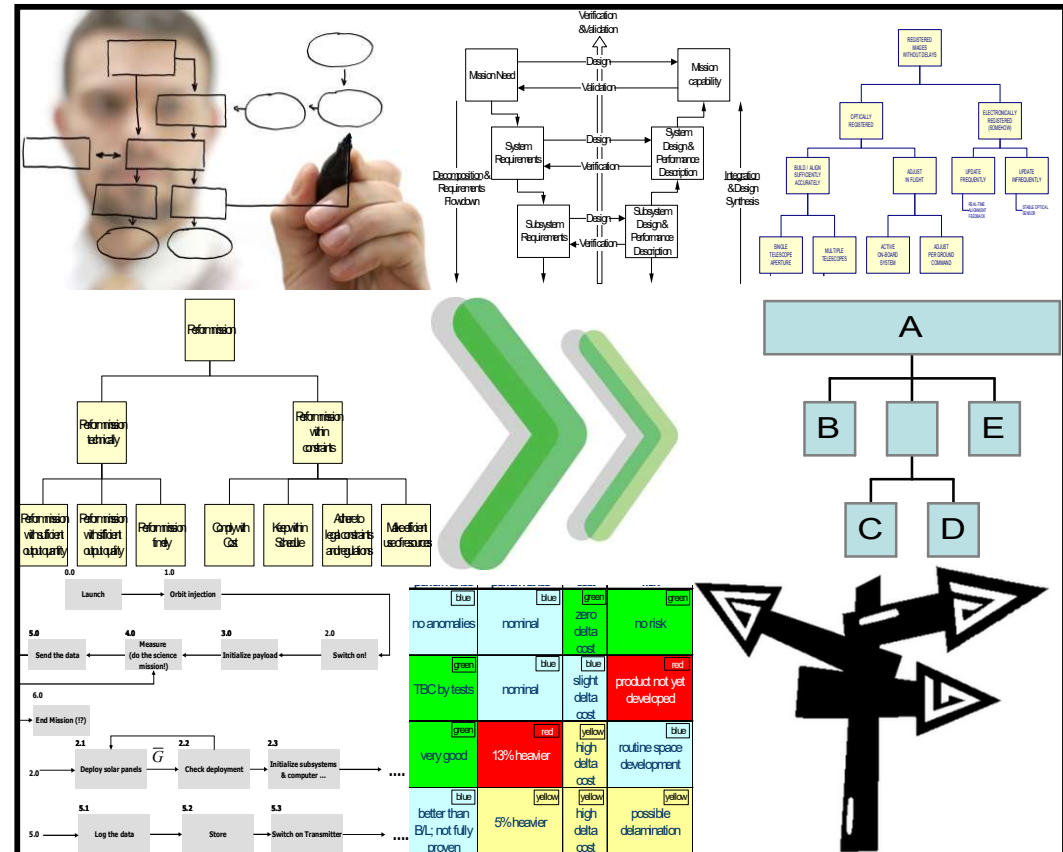 Verification
&Validation
Mission Need
Design
Validation
Mission
capability
System
Requirements
Design
Verification
System
Design &
Performance
Description
Subsystem
Requirements
Design
Verification
Subsystem
Design &
Performance
Description
Decomposition &
Requirements
Flowdown
Integration
& Design
Synthesis
REGISTERED
IMAGES
WITHOUT DELAYS
OPTICALLY
REGISTERED
ELECTRONICALLY
REGISTERED
(SOMEHOW)
BUILD / ALIGN
SUFFICIENTLY
ACCURATELY
ADJUST
IN FLIGHT
UPDATE
FREQUENTLY
UPDATE
INFREQUENTLY
REAL-TIME
ALIGNMENT
FEEDBACK
STABLE OPTICAL
SENSOR
SINGLE
TELESCOPE
APERTURE
MULTIPLE
TELESCOPES
ACTIVE
ON-BOARD
SYSTEM
ADJUST
PER GROUND
COMMAND
Perform mission
Perform mission
technically
Perform mission
within
constraints
Perform mission
with sufficient
output quantity
Perform mission
with sufficient
output quality
Perform mission
timely
Comply with
Cost
Keep within
Schedule
Adhere to
legal constraints
and regulations
Make efficient
use of resources
A
B
E
C
D
0.0
Launch
1.0
Orbit injection
5.0
Send the data
4.0
Measure
(do the science
mission!)
3.0
Initialize payload
2.0
Switch on!
6.0
End Mission (!?)
2.0
2.1
Deploy solar panels
G
2.2
Check deployment
2.3
Initialize subsystems
& computer ...
....
5.0
5.1
Log the data
5.2
Store
5.3
Switch on Transmitter
....
blue
no anomalies
blue
nominal
green
zero
delta
cost
green
no risk
green
TBC by tests
blue
nominal
blue
slight
delta
cost
red
product not yet
developed
green
very good
red
13% heavier
yellow
high
delta
cost
blue
routine space
development
blue
better than
B/L; not fully
proven
yellow
5% heavier
yellow
high
delta
cost
yellow
possible
delamination